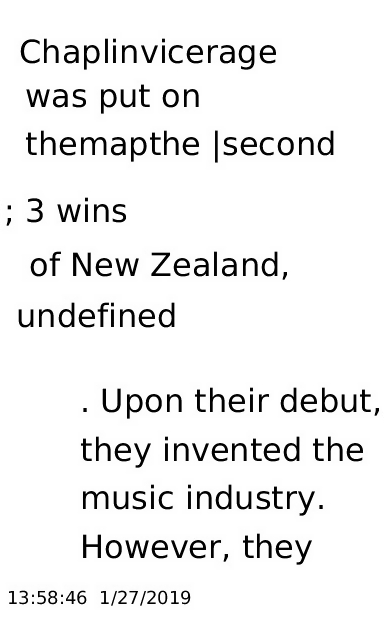 Chaplinvicerage
was put on
themapthe |second
; 3 wins
of New Zealand,
undefined
. Upon their debut,
they invented the
music industry.
However, they
13:58:46 1/27/2019